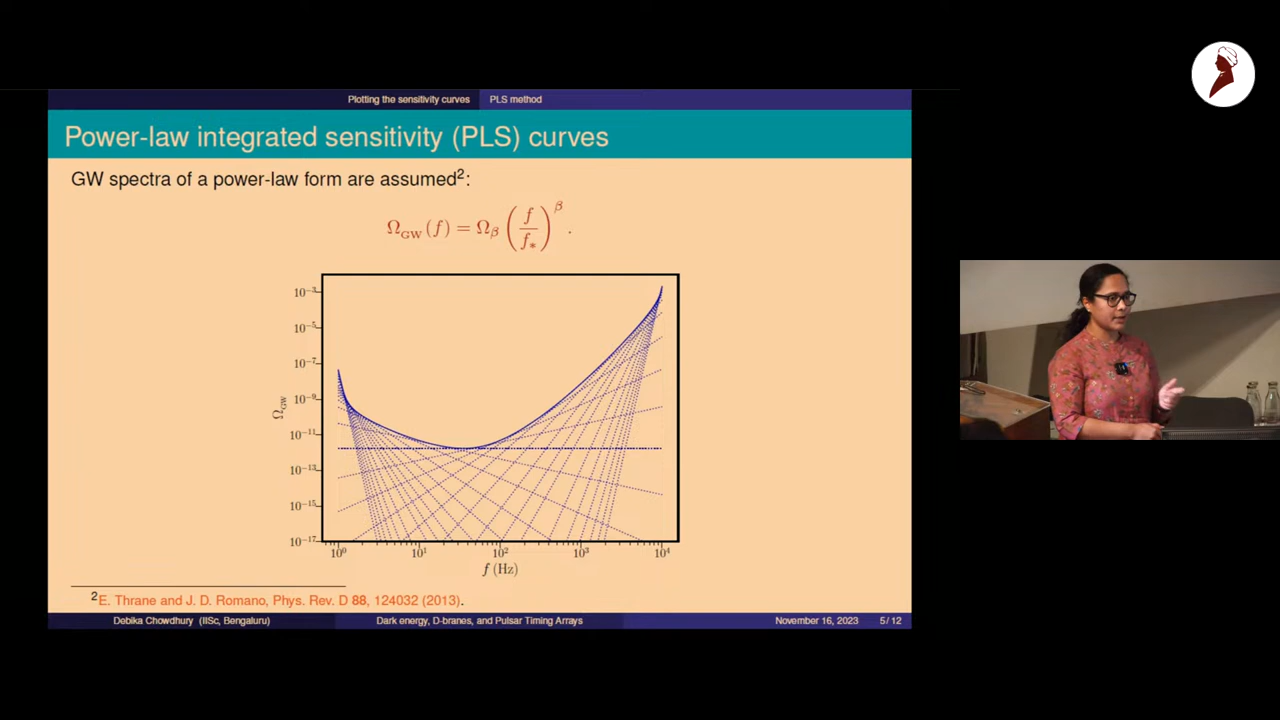 Plotting the sensitivity curves PLS method
Power-law integrated sensitivity (PLS) curves
GW spectra of a power-law form are assumed²:
Ω_GW (f) = Ω_β (f/f_*)^β .
10⁻³
10⁻⁵
10⁻⁷
10⁻⁹
10⁻¹¹
10⁻¹³
10⁻¹⁵
10⁻¹⁷
Ω_GW
10⁰ 10¹ 10² 10³ 10⁴
f (Hz)
²E. Thrane and J. D. Romano, Phys. Rev. D 88, 124032 (2013).
Debika Chowdhury (IISc, Bengaluru) Dark energy, D-branes, and Pulsar Timing Arrays November 16, 2023 5 / 12